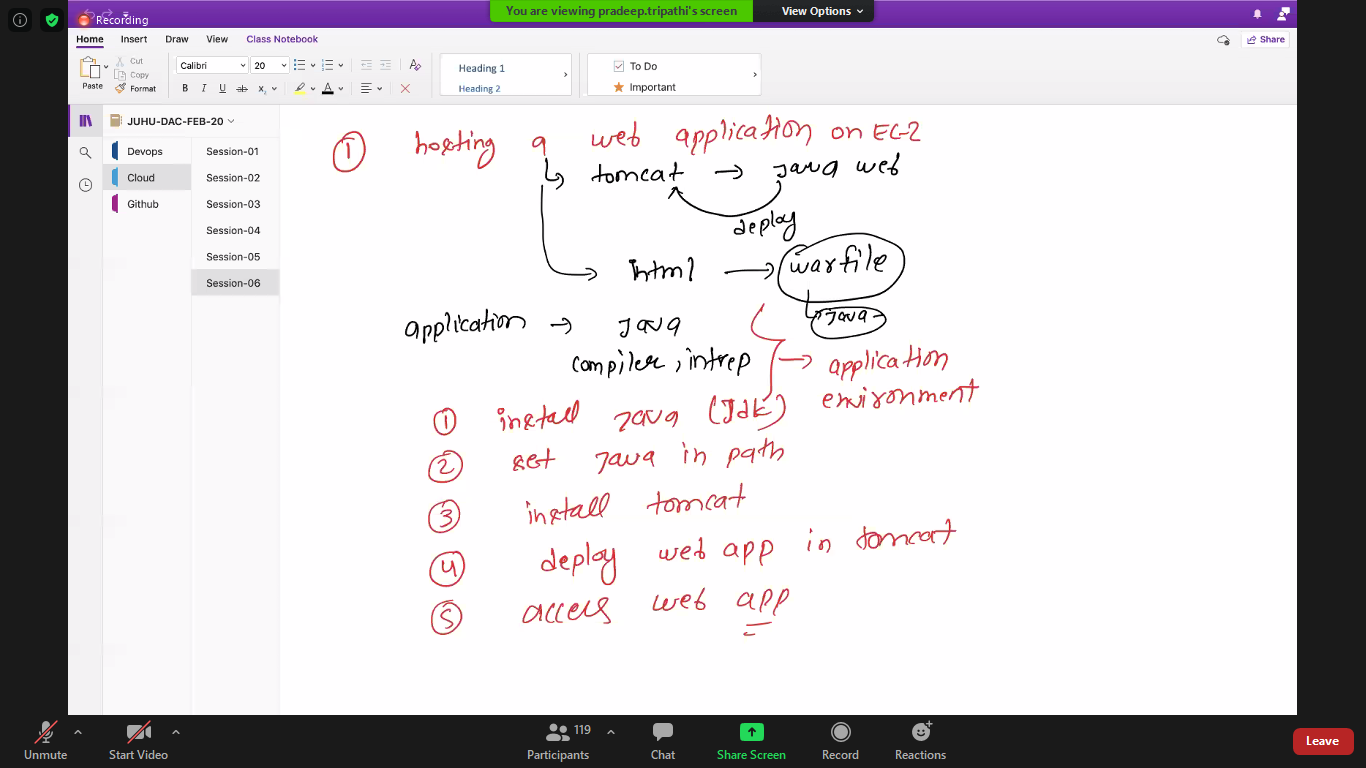 Recording
You are viewing pradeep.tripathi's screen
View Options
Home Insert Draw View Class Notebook
Share
Paste
Cut
Copy
Format
Calibri 20
B I U ab X₂ A
Heading 1
Heading 2
To Do
Important
JUHU-DAC-FEB-20
Devops
Cloud
Github
Session-01
Session-02
Session-03
Session-04
Session-05
Session-06
① hosting a web application on EC-2
tomcat → Java web
deploy
html → warfile
Java
application → Java
compiler, intrep
→ application
environment
① install Java (Jdk)
② set Java in path
③ install tomcat
④ deploy web app in tomcat
⑤ access web app
Unmute
Start Video
119
Participants
Chat
Share Screen
Record
Reactions
Leave